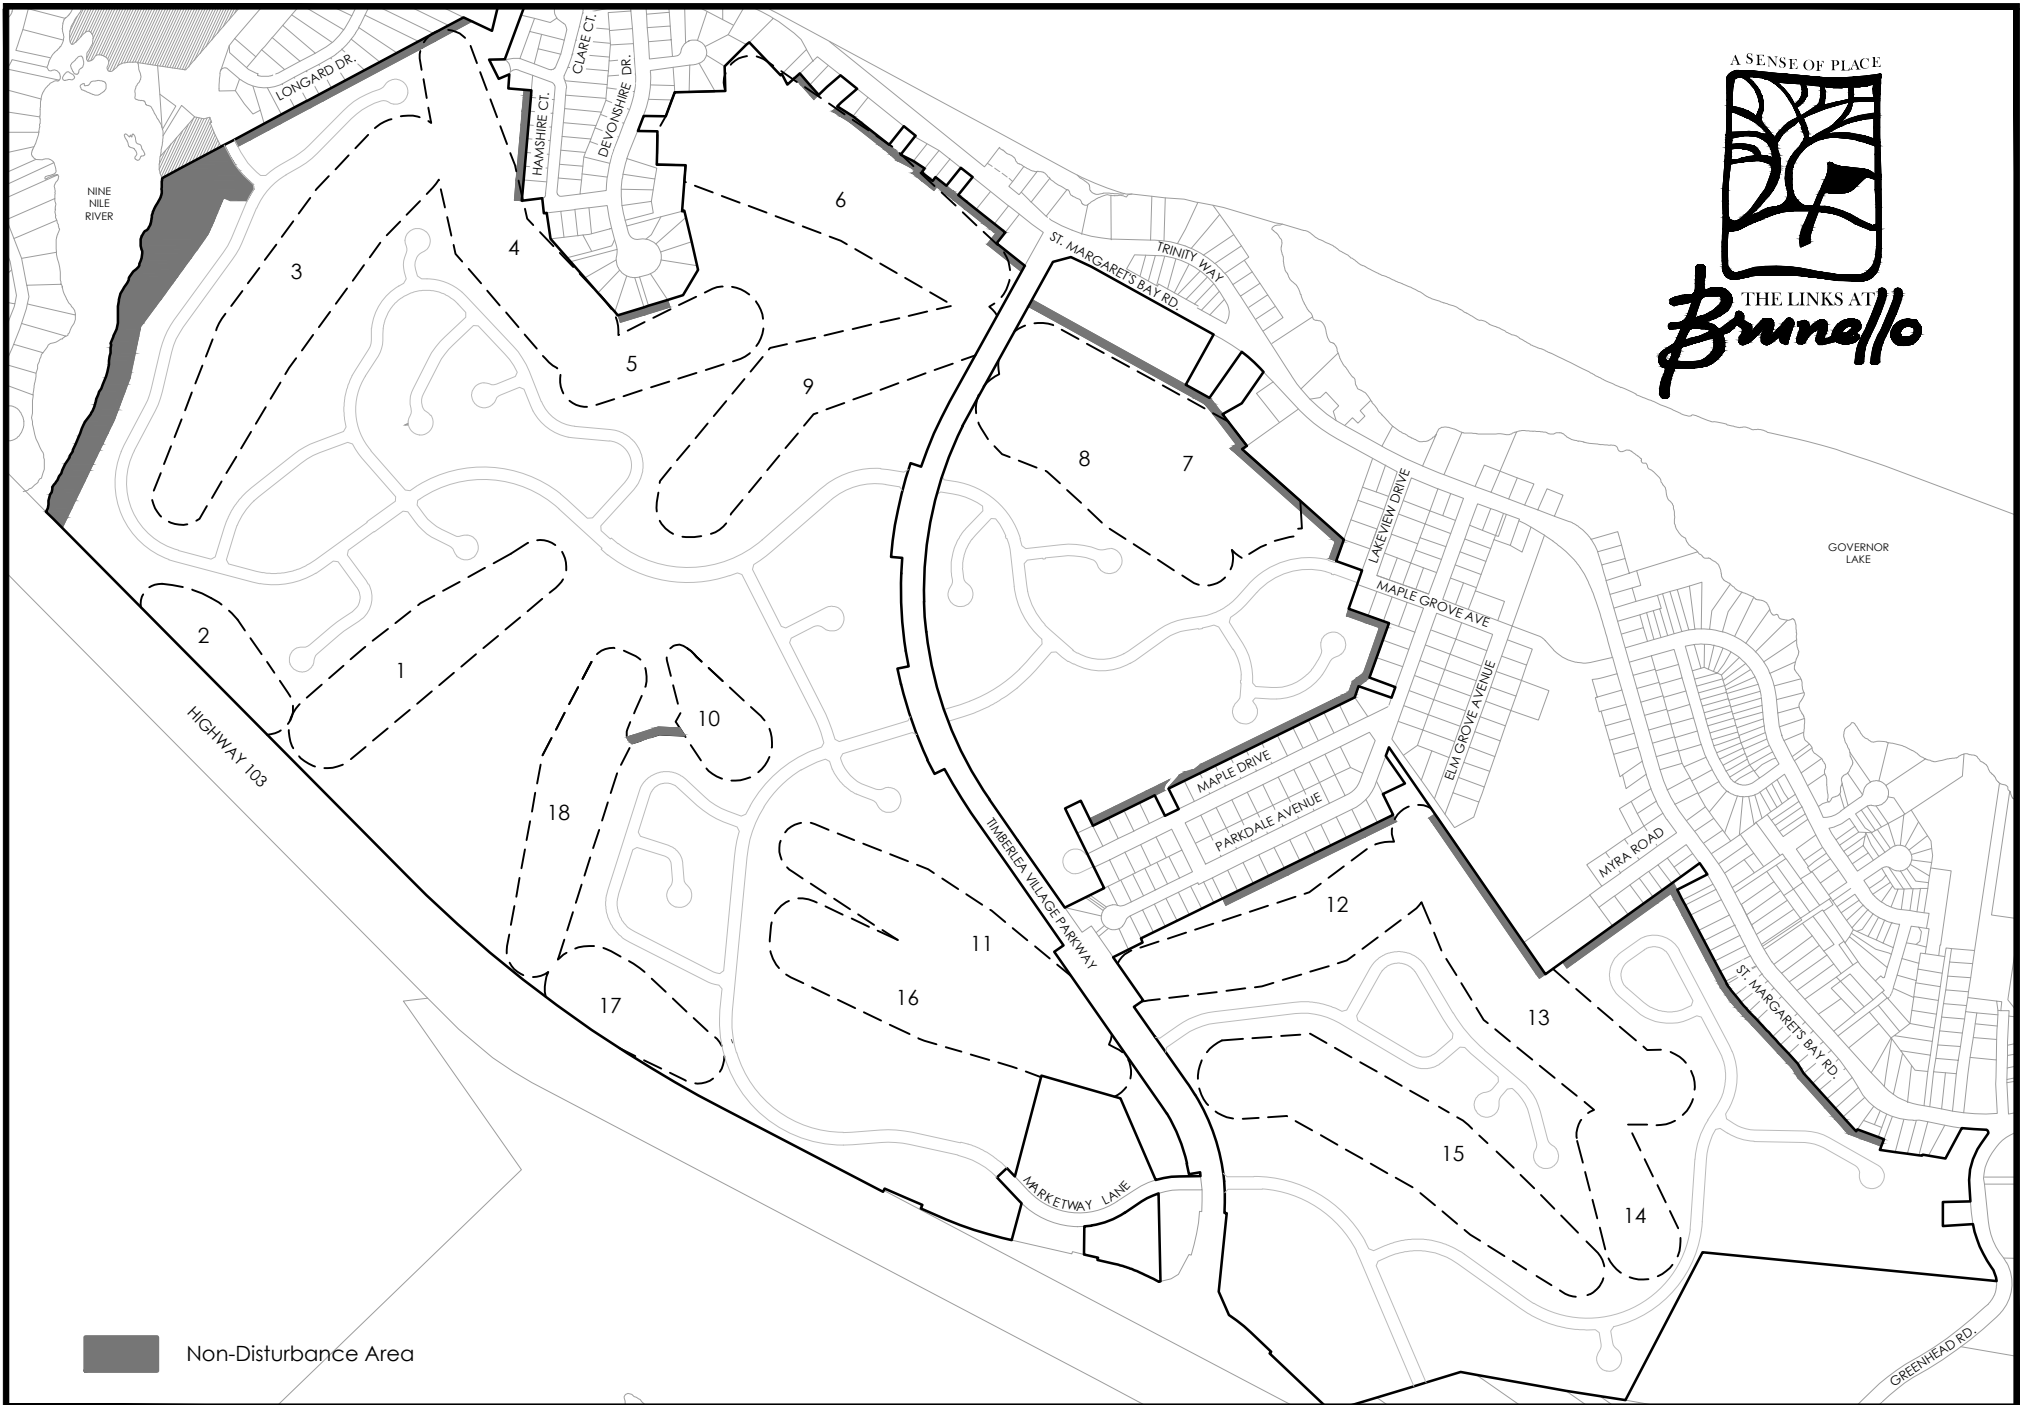 A SENSE OF PLACE
THE LINKS AT
Brunello
LONGARD DR.
CLARE CT.
DEVONSHIRE DR.
HAMSHIRE CT.
NINE
NILE
RIVER
3
4
6
5
9
ST. MARGARETS BAY RD.
TRINITY WAY
8
7
LAKEVIEW DRIVE
MAPLE GROVE AVE
ELM GROVE AVENUE
GOVERNOR
LAKE
2
1
10
18
HIGHWAY 103
MAPLE DRIVE
PARKDALE AVENUE
MYRA ROAD
TIMBERLEA VILLAGE PARKWAY
12
11
16
17
13
ST. MARGARETS BAY RD.
15
14
MARKETWAY LANE
GREENHEAD RD.
Non-Disturbance Area